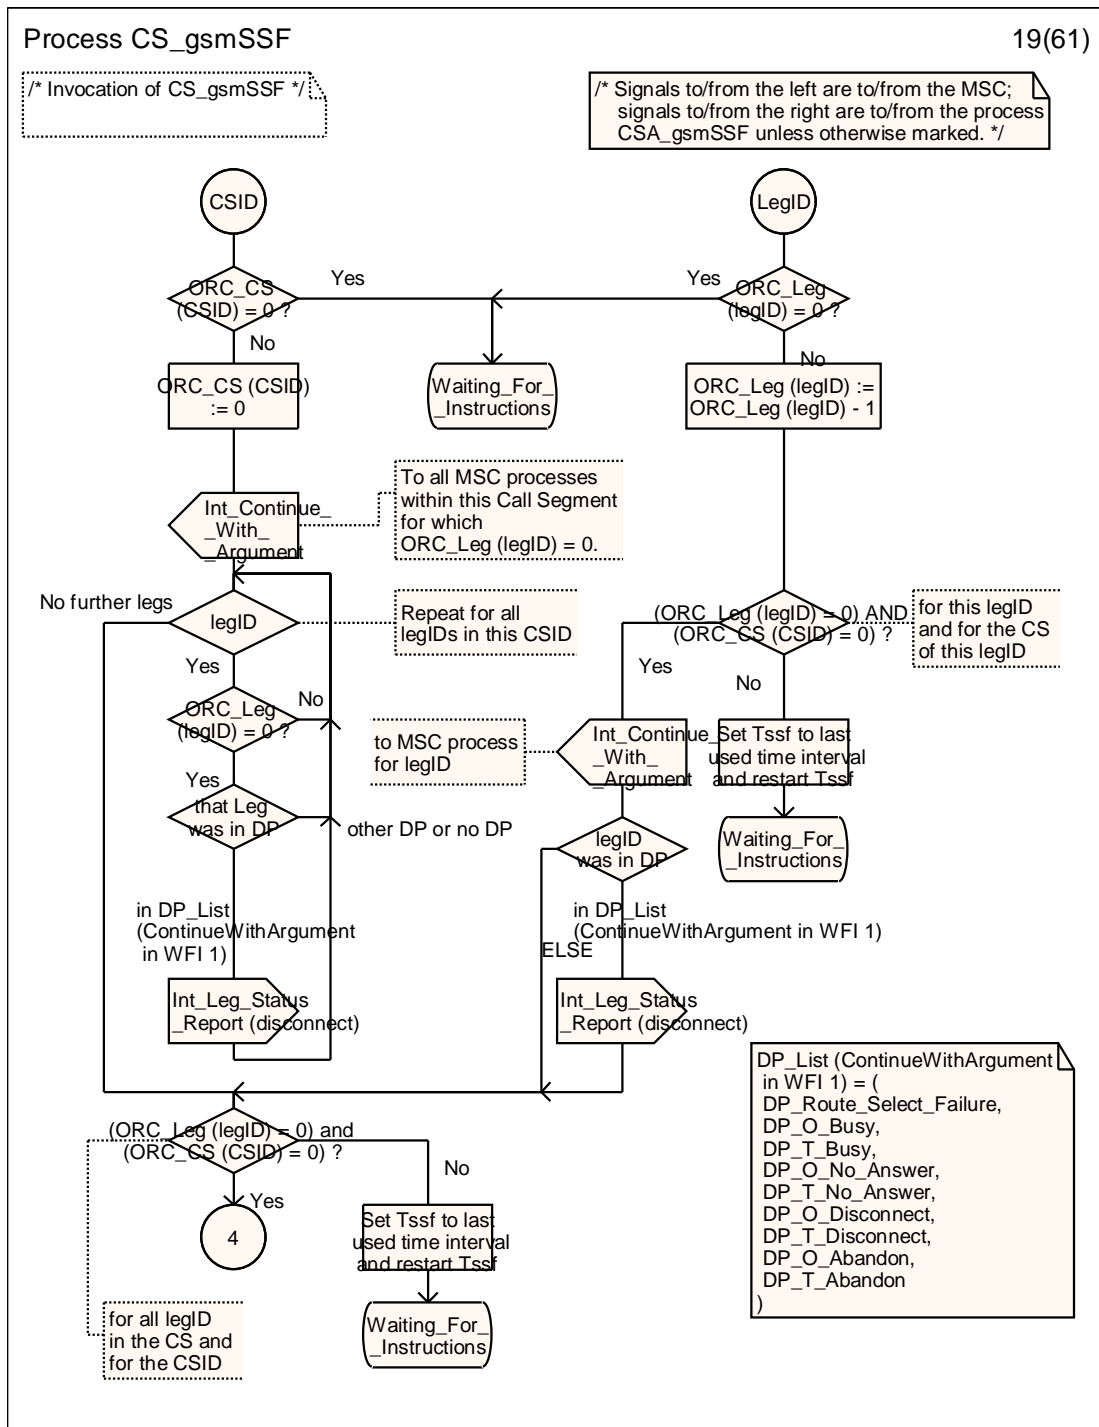 Process CS_gsmSSF
19(61)
/* Invocation of CS_gsmSSF */
/* Signals to/from the left are to/from the MSC;
signals to/from the right are to/from the process
CSA_gsmSSF unless otherwise marked. */
CSID
LegID
ORC_CS
(CSID) = 0 ?
Yes
Yes
ORC_Leg
(legID) = 0 ?
No
No
ORC_CS (CSID)
:= 0
Waiting_For_
_Instructions
ORC_Leg (legID) :=
ORC_Leg (legID) - 1
Int_Continue_
_With_
_Argument
To all MSC processes
within this Call Segment
for which
ORC_Leg (legID) = 0.
No further legs
legID
Repeat for all
legIDs in this CSID
(ORC_Leg (legID) = 0) AND
(ORC_CS (CSID) = 0) ?
for this legID
and for the CS
of this legID
Yes
Yes
No
ORC_Leg
(legID) = 0 ?
No
to MSC process
for legID
Int_Continue_
_With_
_Argument
Set Tssf to last
used time interval
and restart Tssf
Yes
that Leg
was in DP
other DP or no DP
legID
was in DP
Waiting_For_
_Instructions
in DP_List
(ContinueWithArgument
in WFI 1)
in DP_List
(ContinueWithArgument in WFI 1)
ELSE
Int_Leg_Status
_Report (disconnect)
Int_Leg_Status
_Report (disconnect)
DP_List (ContinueWithArgument
in WFI 1) = (
DP_Route_Select_Failure,
DP_O_Busy,
DP_T_Busy,
DP_O_No_Answer,
DP_T_No_Answer,
DP_O_Disconnect,
DP_T_Disconnect,
DP_O_Abandon,
DP_T_Abandon
)
(ORC_Leg (legID) = 0) and
(ORC_CS (CSID) = 0) ?
No
Yes
4
Set Tssf to last
used time interval
and restart Tssf
for all legID
in the CS and
for the CSID
Waiting_For_
_Instructions